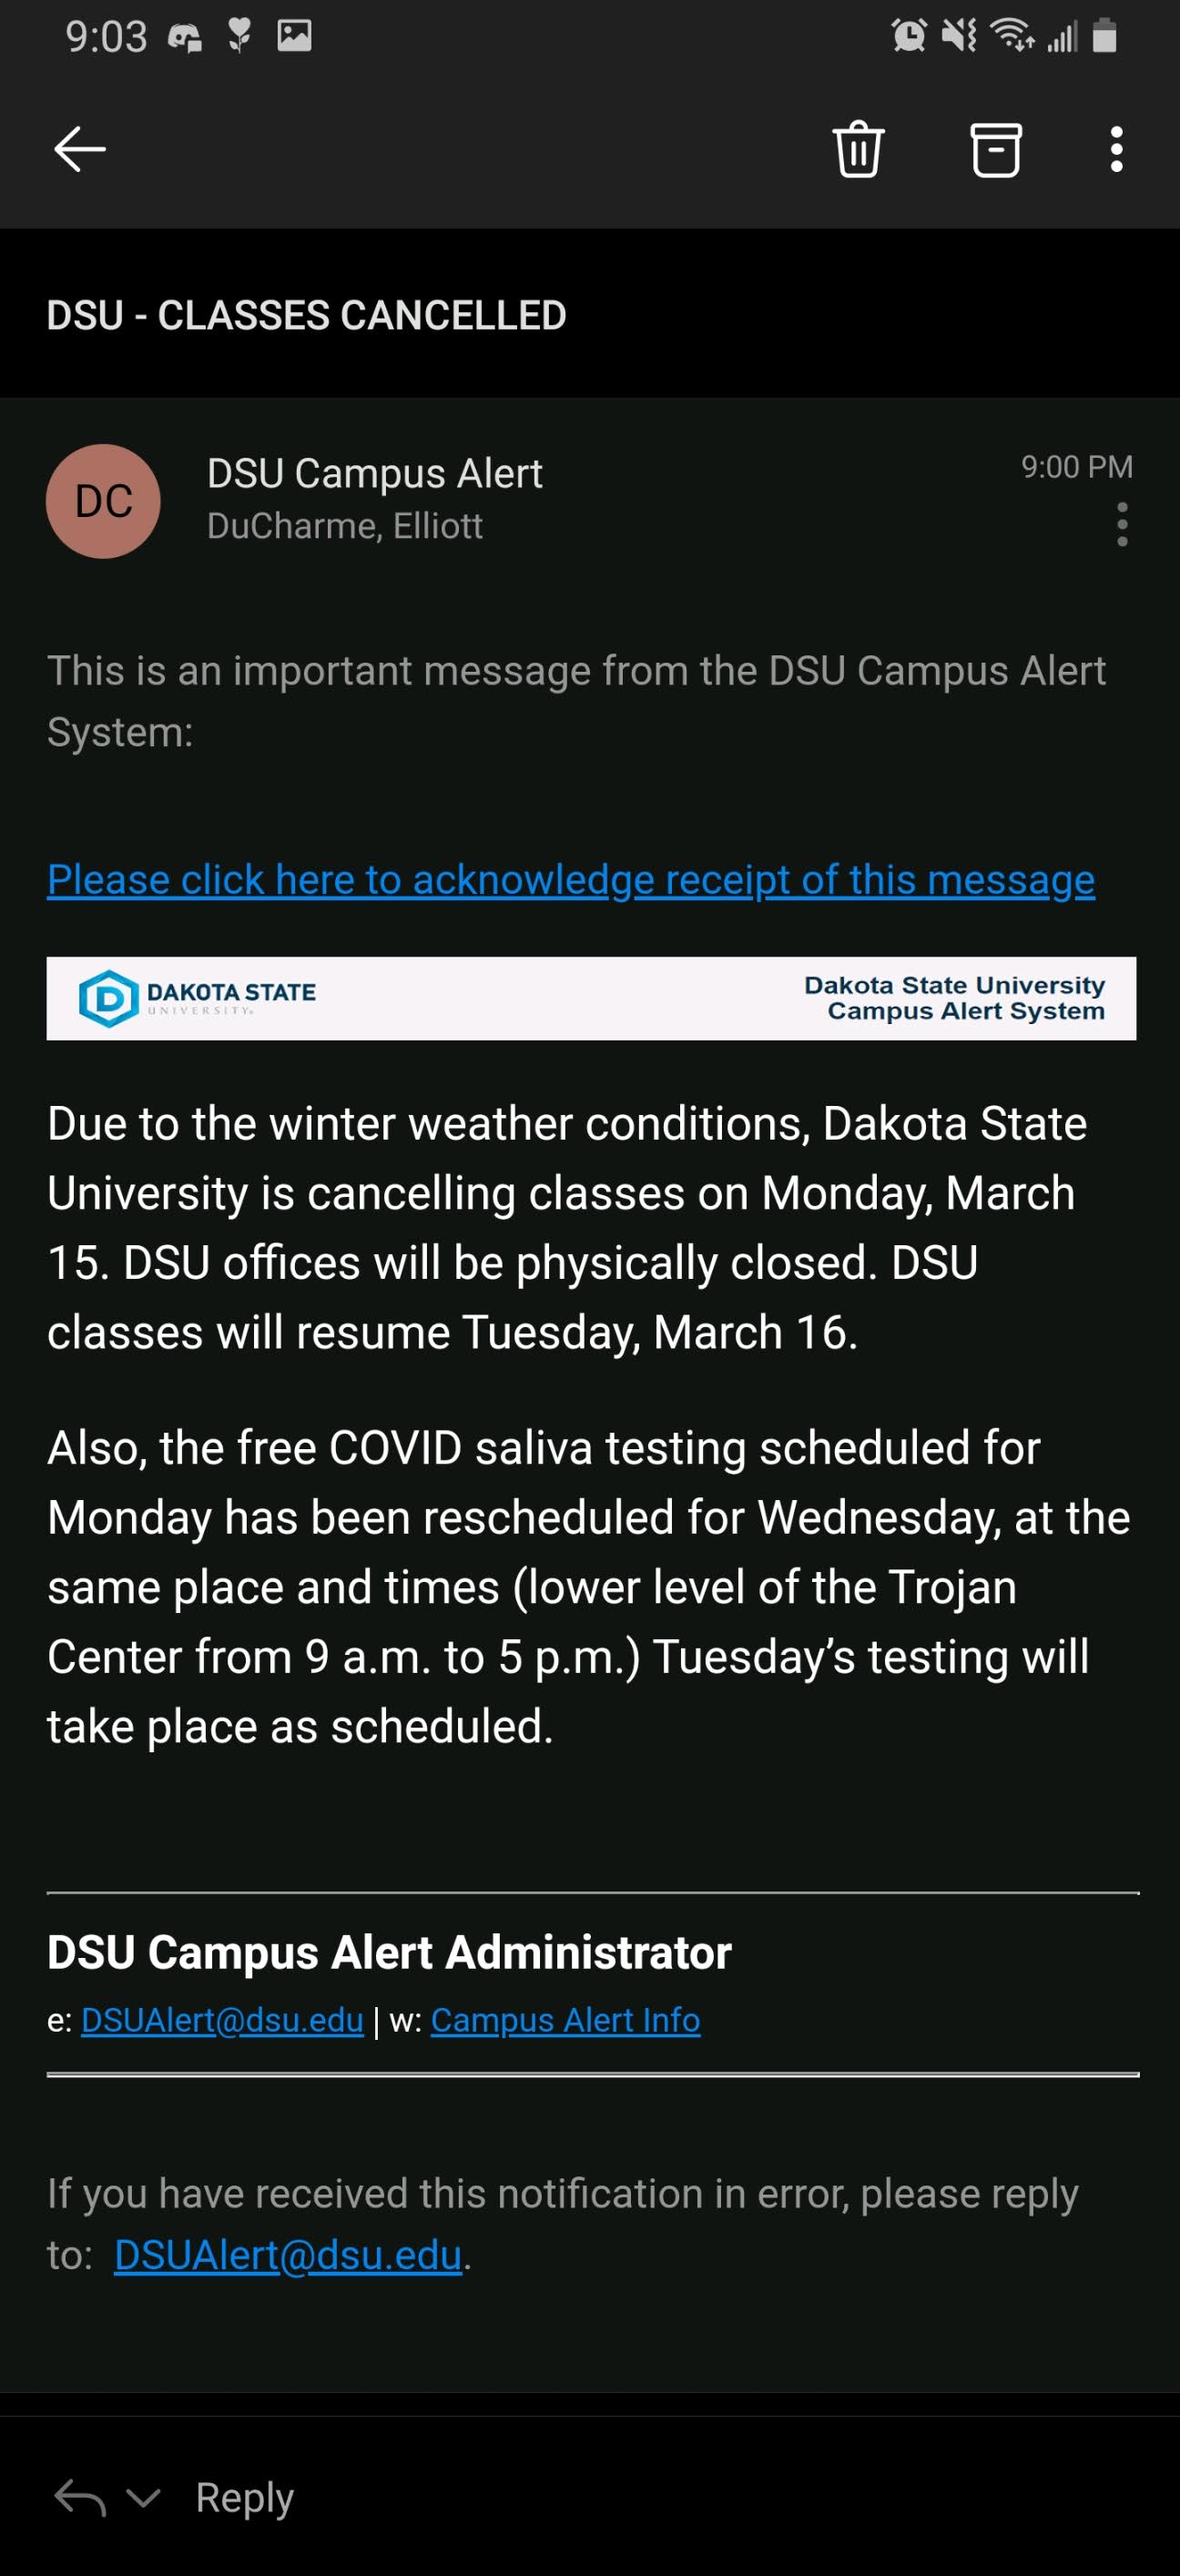 9:03
DSU - CLASSES CANCELLED
DC
DSU Campus Alert
9:00 PM
DuCharme, Elliott
This is an important message from the DSU Campus Alert
System:
Please click here to acknowledge receipt of this message
D DAKOTA STATE
UNIVERSITY®
Dakota State University
Campus Alert System
Due to the winter weather conditions, Dakota State
University is cancelling classes on Monday, March
15. DSU offices will be physically closed. DSU
classes will resume Tuesday, March 16.
Also, the free COVID saliva testing scheduled for
Monday has been rescheduled for Wednesday, at the
same place and times (lower level of the Trojan
Center from 9 a.m. to 5 p.m.) Tuesday’s testing will
take place as scheduled.
DSU Campus Alert Administrator
e: DSUAlert@dsu.edu | w: Campus Alert Info
If you have received this notification in error, please reply
to: DSUAlert@dsu.edu.
Reply